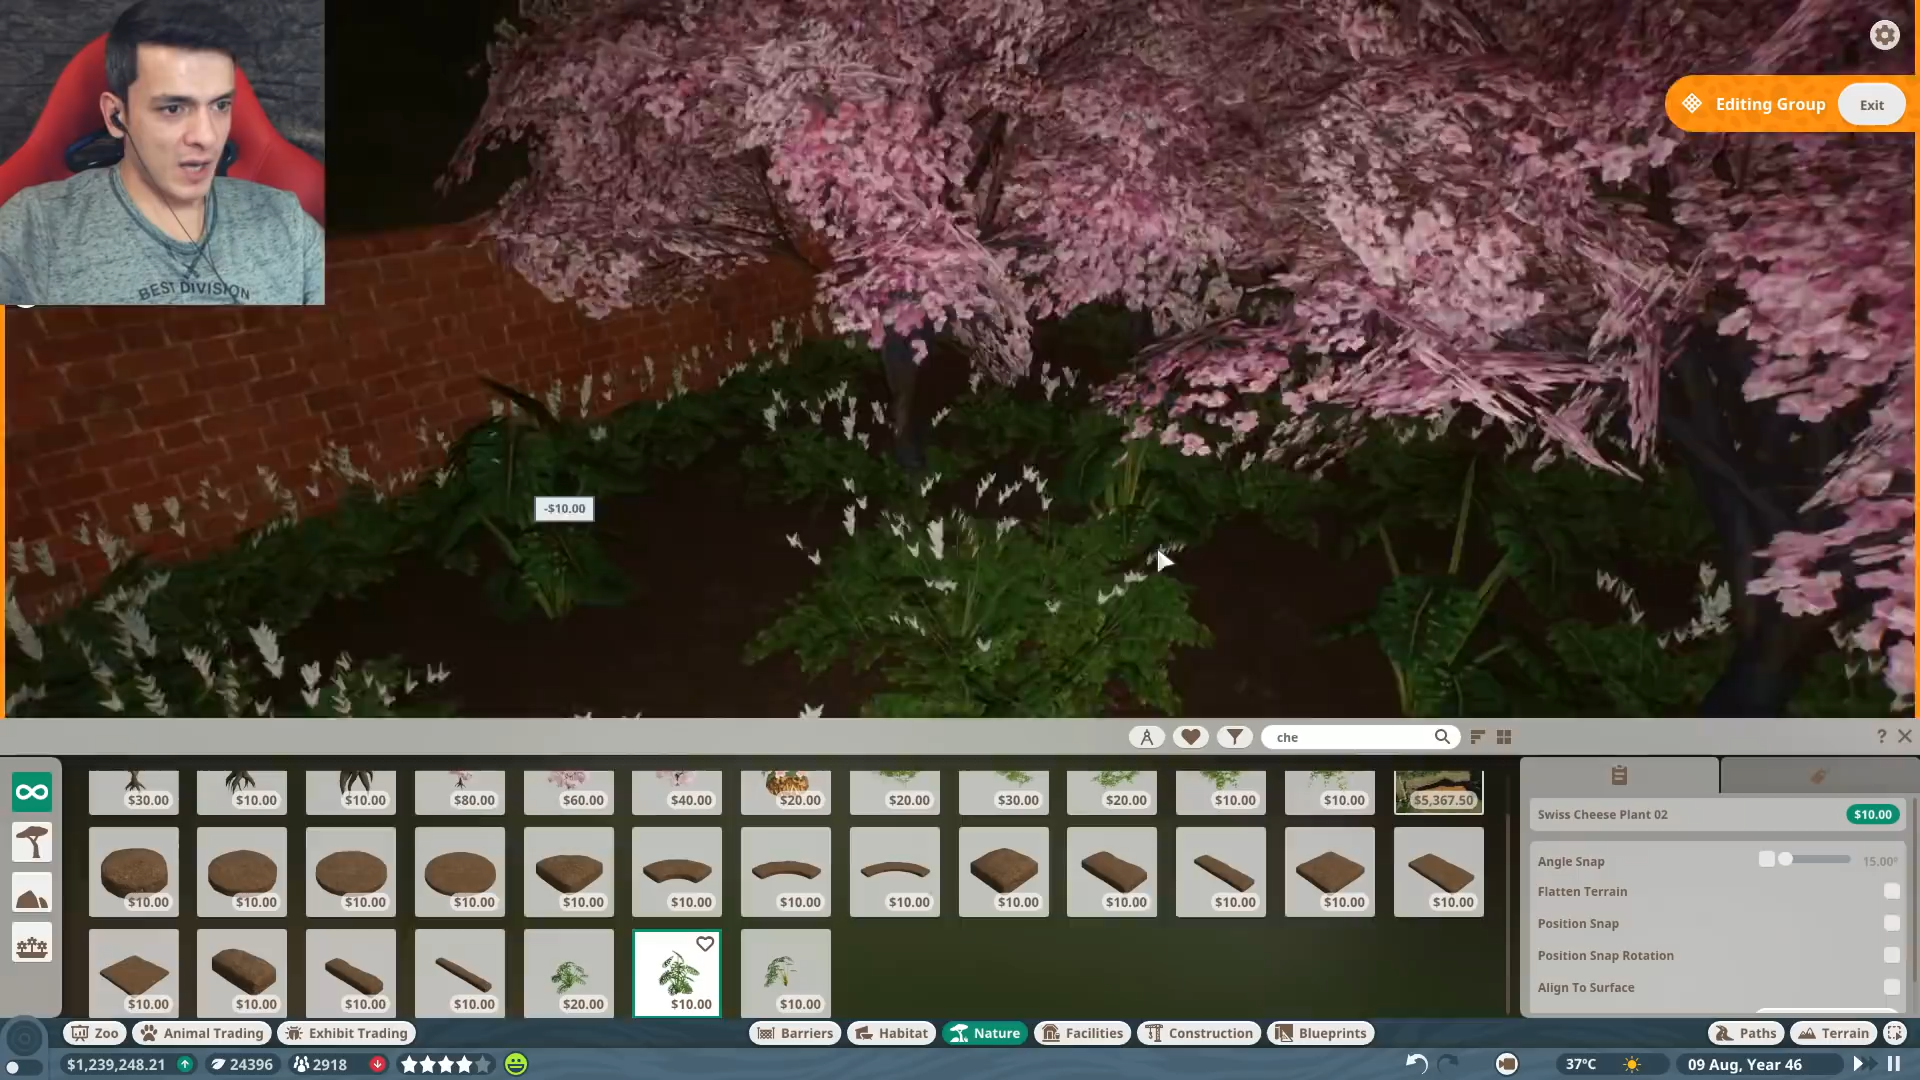 BEST DIVISION
Editing Group Exit
-$10.00
che
?
$30.00 $10.00 $10.00 $80.00 $60.00 $40.00 $20.00 $20.00 $30.00 $20.00 $10.00 $10.00 $5,367.50
$10.00 $10.00 $10.00 $10.00 $10.00 $10.00 $10.00 $10.00 $10.00 $10.00 $10.00 $10.00 $10.00
$10.00 $10.00 $10.00 $10.00 $20.00 $10.00 $10.00
Swiss Cheese Plant 02 $10.00
Angle Snap 15.00°
Flatten Terrain
Position Snap
Position Snap Rotation
Align To Surface
Zoo Animal Trading Exhibit Trading Barriers Habitat Nature Facilities Construction Blueprints Paths Terrain
$1,239,248.21 24396 2918 37°C 09 Aug, Year 46